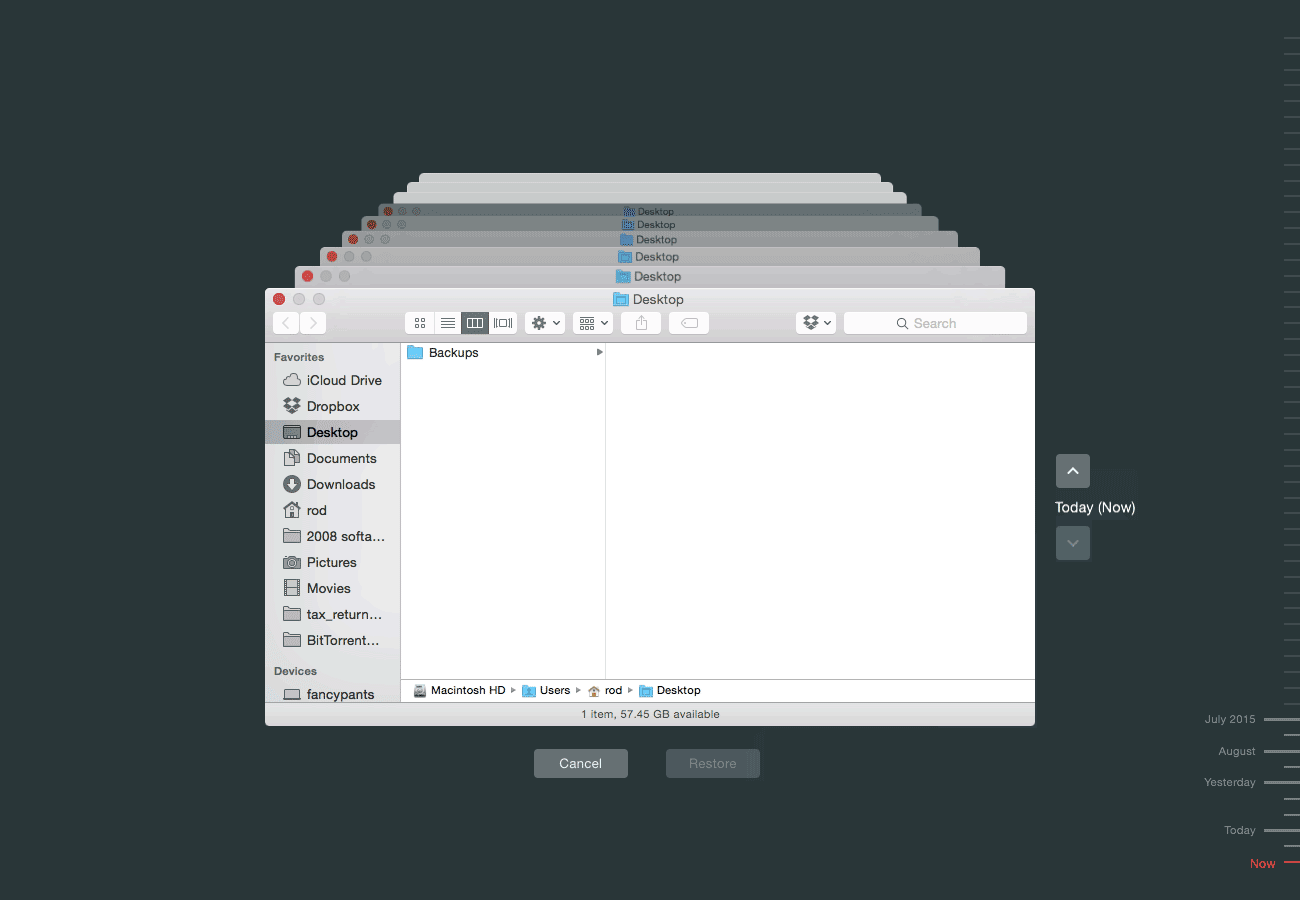 Desktop
Desktop
Desktop
Desktop
Desktop
Desktop
Search
Favorites
iCloud Drive
Dropbox
Desktop
Documents
Downloads
rod
2008 softa...
Pictures
Movies
tax_return...
BitTorrent...
Devices
fancypants
Backups
Macintosh HD Users rod Desktop
1 item, 57.45 GB available
Cancel Restore
Today (Now)
July 2015
August
Yesterday
Today
Now